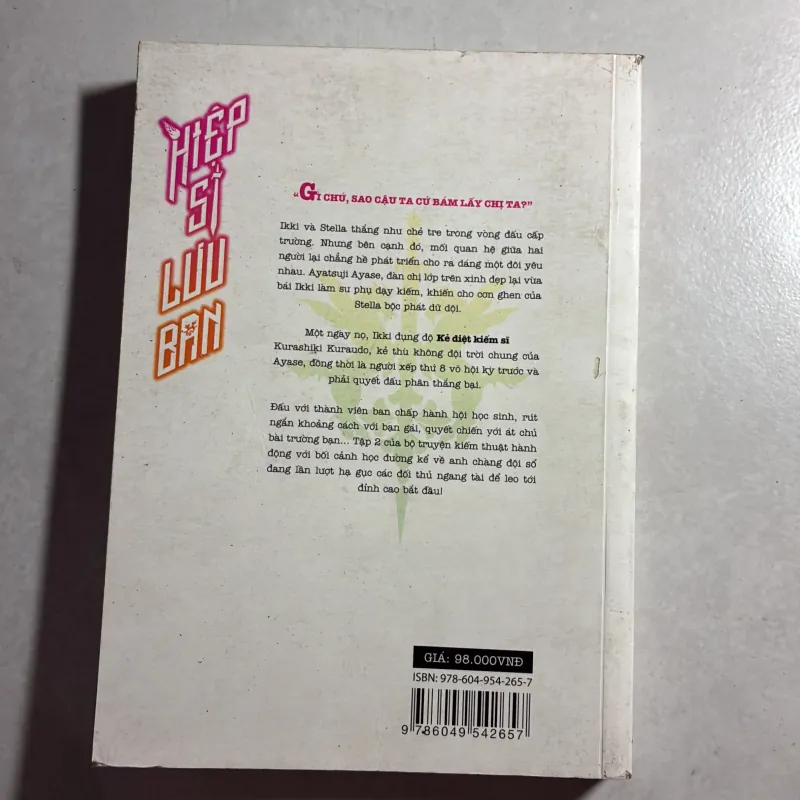 HIỆP
SĨ
LƯU
BAN
"GÌ CHỨ, SAO CẬU TA CỨ BÁM LẤY CHỊ TA?"
Ikki và Stella thắng như chẻ tre trong vòng đấu cấp
trường. Nhưng bên cạnh đó, mối quan hệ giữa hai
người lại chẳng hề phát triển cho ra dáng một đôi yêu
nhau. Ayatsuji Ayase, đàn chị lớp trên xinh đẹp lại vừa
bái Ikki làm sư phụ dạy kiếm, khiến cho cơn ghen của
Stella bộc phát dữ dội.
Một ngày nọ, Ikki đụng độ Kẻ diệt kiếm sĩ
Kurashiki Kuraudo, kẻ thù không đội trời chung của
Ayase, đồng thời là người xếp thứ 8 võ hội kỳ trước và
phải quyết đấu phân thắng bại.
Đấu với thành viên ban chấp hành hội học sinh, rút
ngắn khoảng cách với bạn gái, quyết chiến với át chủ
bài trường bạn... Tập 2 của bộ truyện kiếm thuật hành
động với bối cảnh học đường kể về anh chàng đội sổ
đang lần lượt hạ gục các đối thủ ngang tài để leo tới
đỉnh cao bắt đầu!
GIÁ: 98.000VNĐ
ISBN: 978-604-954-265-7
9 786049 542657